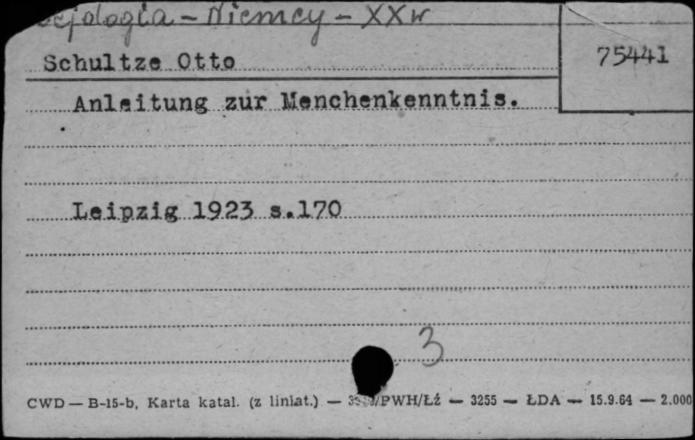 cjologia - Niemcy - XXw
75441
Schultze Otto
Anleitung zur Menchenkenntnis.
Leipzig 1923 s.170
3
CWD — B-15-b, Karta katal. (z liniat.) — /PWH/Łź — 3255 — ŁDA — 15.9.64 — 2.000